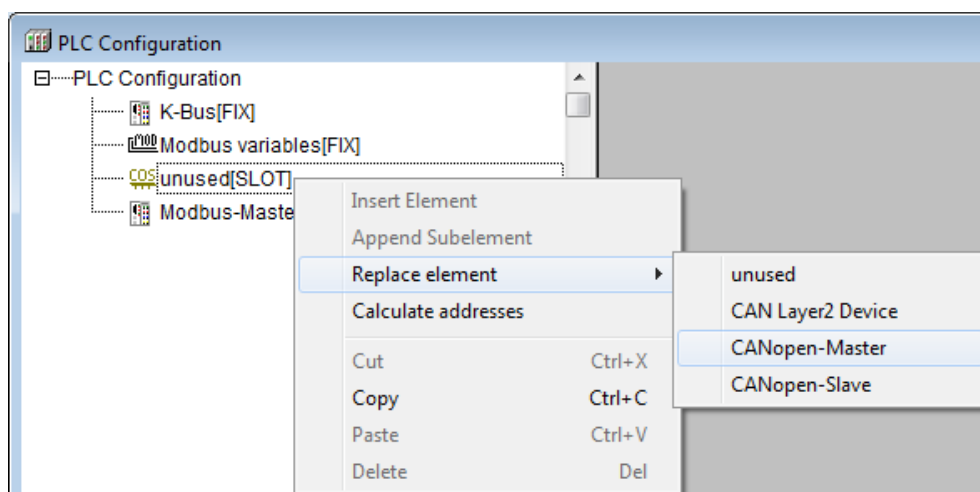 PLC Configuration
PLC Configuration
K-Bus[FIX]
Modbus variables[FIX]
unused[SLOT]
Modbus-Maste
Insert Element
Append Subelement
Replace element
Calculate addresses
Cut Ctrl+X
Copy Ctrl+C
Paste Ctrl+V
Delete Del
unused
CAN Layer2 Device
CANopen-Master
CANopen-Slave